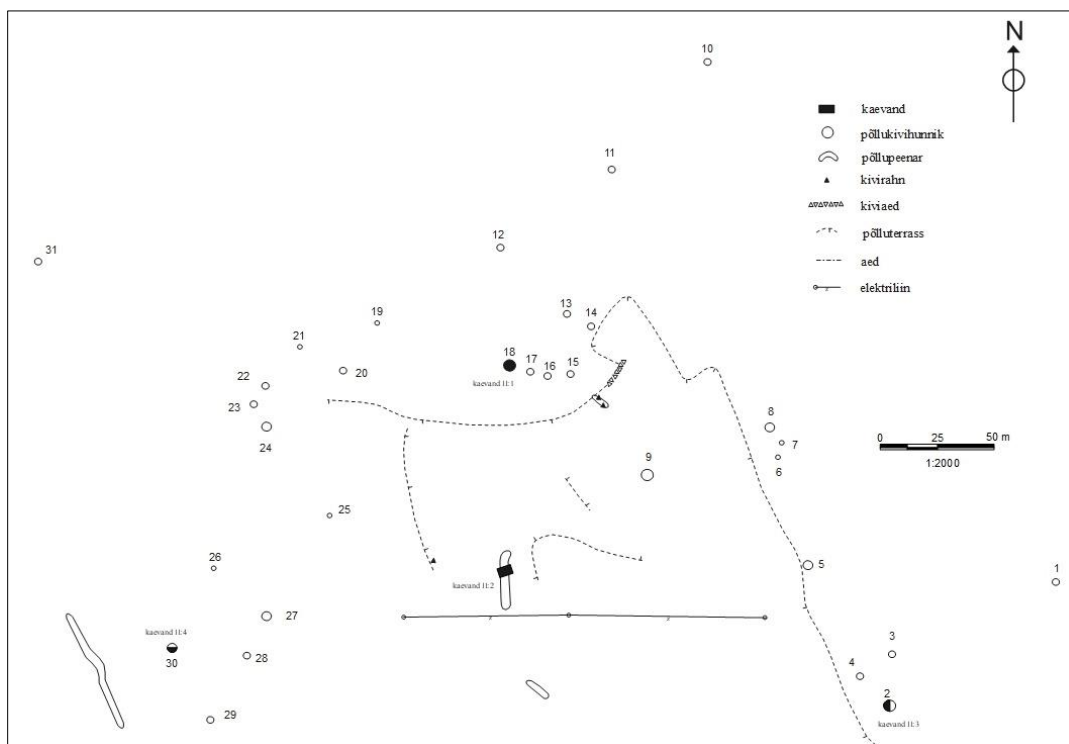 N
10
kaevand
põllukivihunnik
11
põllupeenar
kivirahn
kiviaed
12
põlluterrass
31
aed
elektriliin
13
19
14
18
21
17
16
15
20
kaevand II:1
22
23
8
24
7
0 25 50 m
9
6
1:2000
25
5
26
1
kaevand II:2
27
kaevand II:4
3
30
28
4
2
29
kaevand II:3